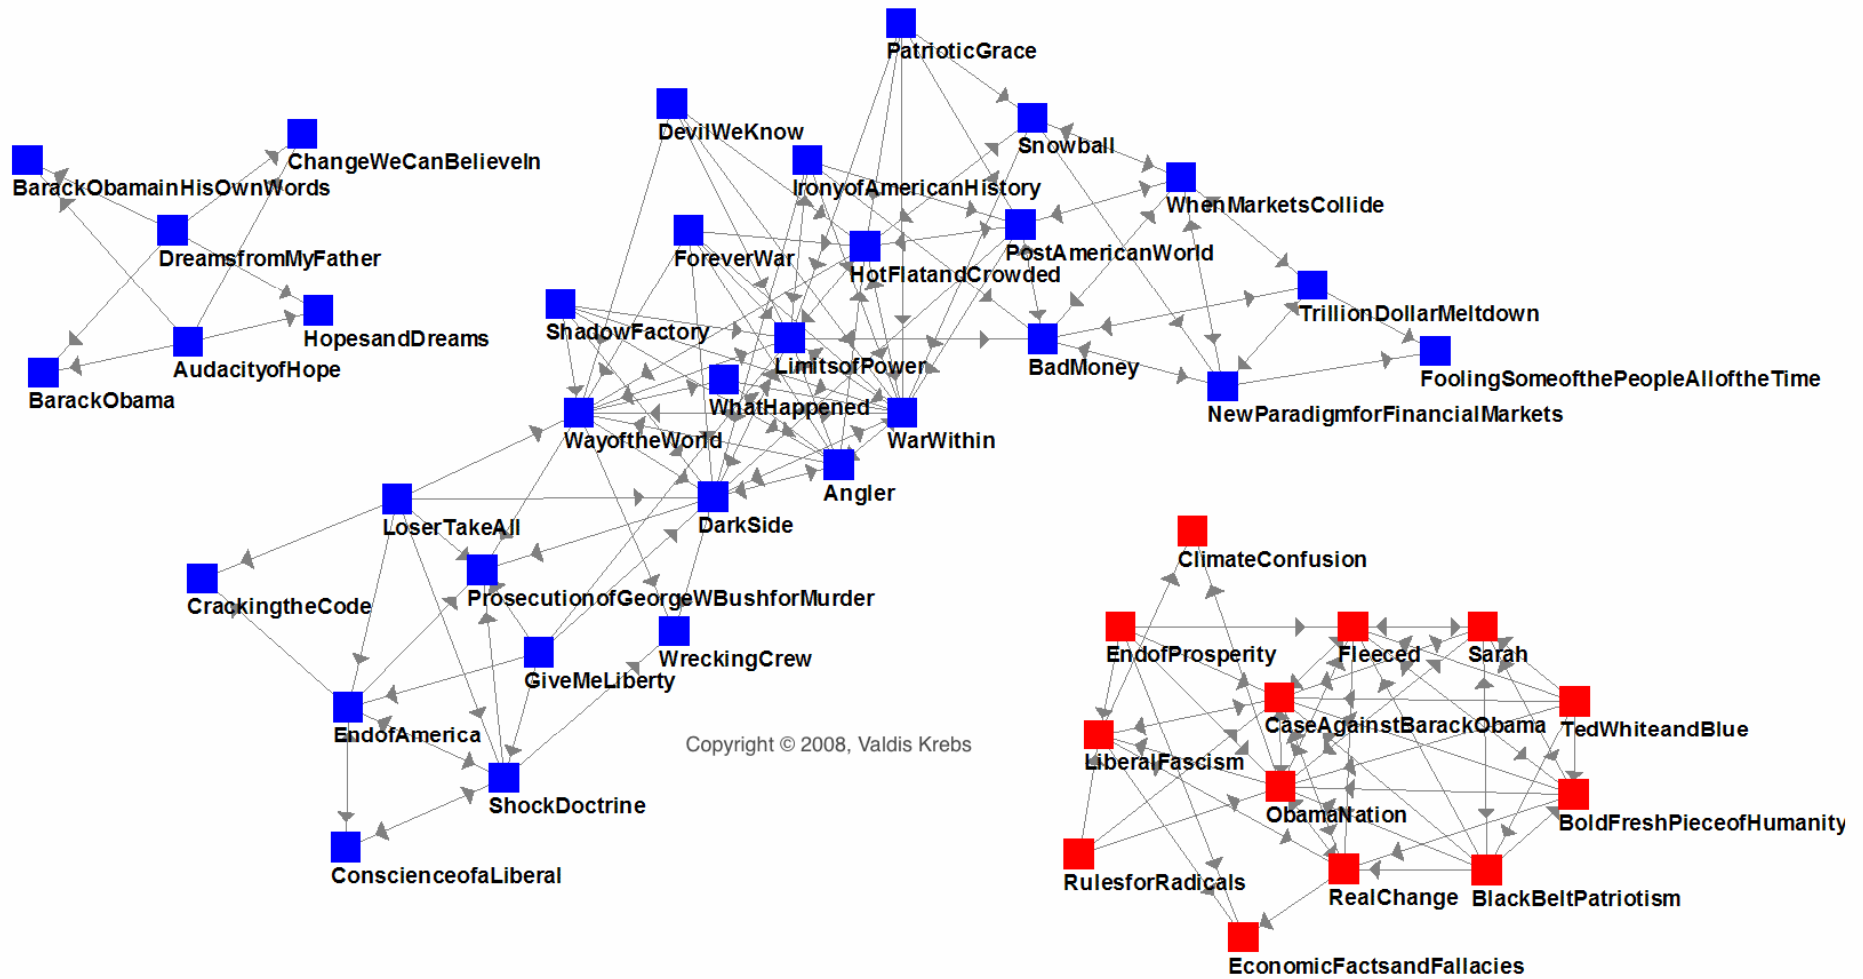 PatrioticGrace
DevilWeKnow
Snowball
ChangeWeCanBelieveIn
BarackObamainHisOwnWords
IronyofAmericanHistory
WhenMarketsCollide
DreamsfromMyFather
ForeverWar
PostAmericanWorld
HotFlatandCrowded
TrillionDollarMeltdown
ShadowFactory
HopesandDreams
AudacityofHope
LimitsofPower
BadMoney
FoolingSomeofthePeopleAlloftheTime
BarackObama
WhatHappened
NewParadigmforFinancialMarkets
WayoftheWorld
WarWithin
Angler
LoserTakeAll
DarkSide
ClimateConfusion
CrackingtheCode
ProsecutionofGeorgeWBushforMurder
WreckingCrew
EndofProsperity
Fleeced
Sarah
GiveMeLiberty
CaseAgainstBarackObama
TedWhiteandBlue
EndofAmerica
Copyright © 2008, Valdis Krebs
LiberalFascism
ShockDoctrine
ObamaNation
BoldFreshPieceofHumanity
ConscienceofaLiberal
RulesforRadicals
RealChange
BlackBeltPatriotism
EconomicFactsandFallacies